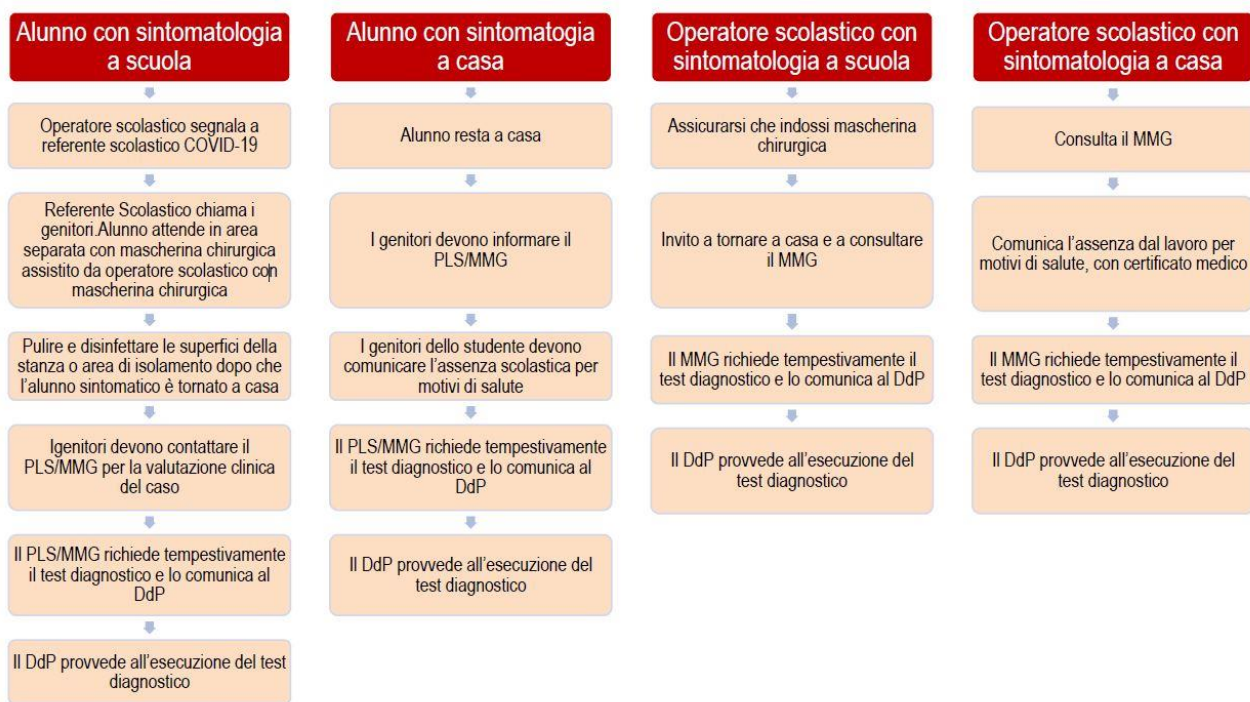 Alunno con sintomatologia
a scuola
Operatore scolastico segnala a
referente scolastico COVID-19
Referente Scolastico chiama i
genitori.Alunno attende in area
separata con mascherina chirurgica
assistito da operatore scolastico con
mascherina chirurgica
Pulire e disinfettare le superfici della
stanza o area di isolamento dopo che
l'alunno sintomatico è tornato a casa
Igenitori devono contattare il
PLS/MMG per la valutazione clinica
del caso
Il PLS/MMG richiede tempestivamente
il test diagnostico e lo comunica al
DdP
Il DdP provvede all'esecuzione del test
diagnostico
Alunno con sintomatogia
a casa
Alunno resta a casa
I genitori devono informare il
PLS/MMG
I genitori dello studente devono
comunicare l'assenza scolastica per
motivi di salute
Il PLS/MMG richiede tempestivamente
il test diagnostico e lo comunica al
DdP
Il DdP provvede all'esecuzione del
test diagnostico
Operatore scolastico con
sintomatologia a scuola
Assicurarsi che indossi mascherina
chirurgica
Invito a tornare a casa e a consultare
il MMG
Il MMG richiede tempestivamente il
test diagnostico e lo comunica al DdP
Il DdP provvede all'esecuzione del
test diagnostico
Operatore scolastico con
sintomatologia a casa
Consulta il MMG
Comunica l'assenza dal lavoro per
motivi di salute, con certificato medico
Il MMG richiede tempestivamente il
test diagnostico e lo comunica al DdP
Il DdP provvede all'esecuzione del
test diagnostico